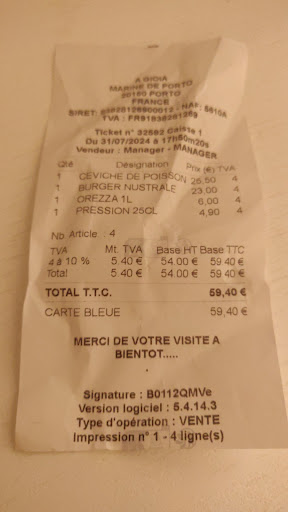 A GIOIA
MARINE DE PORTO
20150 PORTO
FRANCE
NAF: 5610A
Ticket n° 32592 Caisse 1
Du 31/07/2024 à 17h50m20s
Vendeur : Manager - MANAGER
Qté Désignation Prix (€) TVA
1 CEVICHE DE POISSON 25,50 4
1 BURGER NUSTRALE 23,00 4
1 OREZZA 1L 6,00 4
1 PRESSION 25CL 4,90 4
Nb. Article. : 4
TVA Mt. TVA Base HT Base TTC
4 à 10 % 5.40 € 54.00 € 59.40 €
Total 5.40 € 54.00 € 59.40 €
TOTAL T.T.C. 59,40 €
CARTE BLEUE 59,40 €
MERCI DE VOTRE VISITE A
BIENTOT.....
Signature : B0112QMVe
Version logiciel : 5.4.14.3
Type d'opération : VENTE
Impression n° 1 - 4 ligne(s)